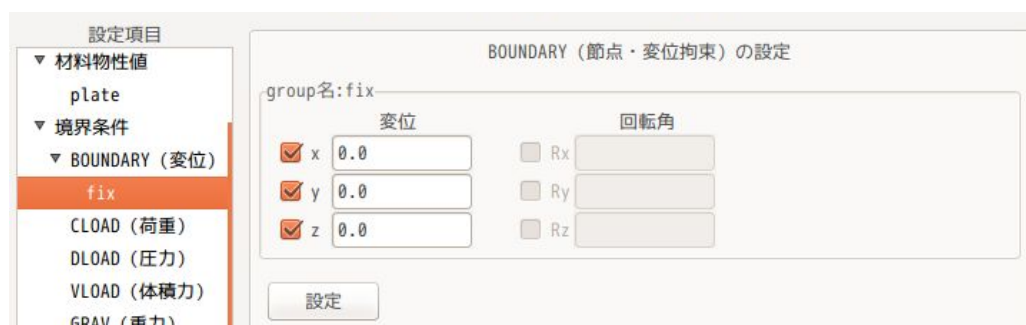 設定項目
▼ 材料物性値
plate
▼ 境界条件
▼ BOUNDARY (変位)
fix
CLOAD (荷重)
DLOAD (圧力)
VLOAD (体積力)
GRAV (重力)
BOUNDARY (節点・変位拘束) の設定
group名:fix
変位 回転角
x 0.0 Rx
y 0.0 Ry
z 0.0 Rz
設定